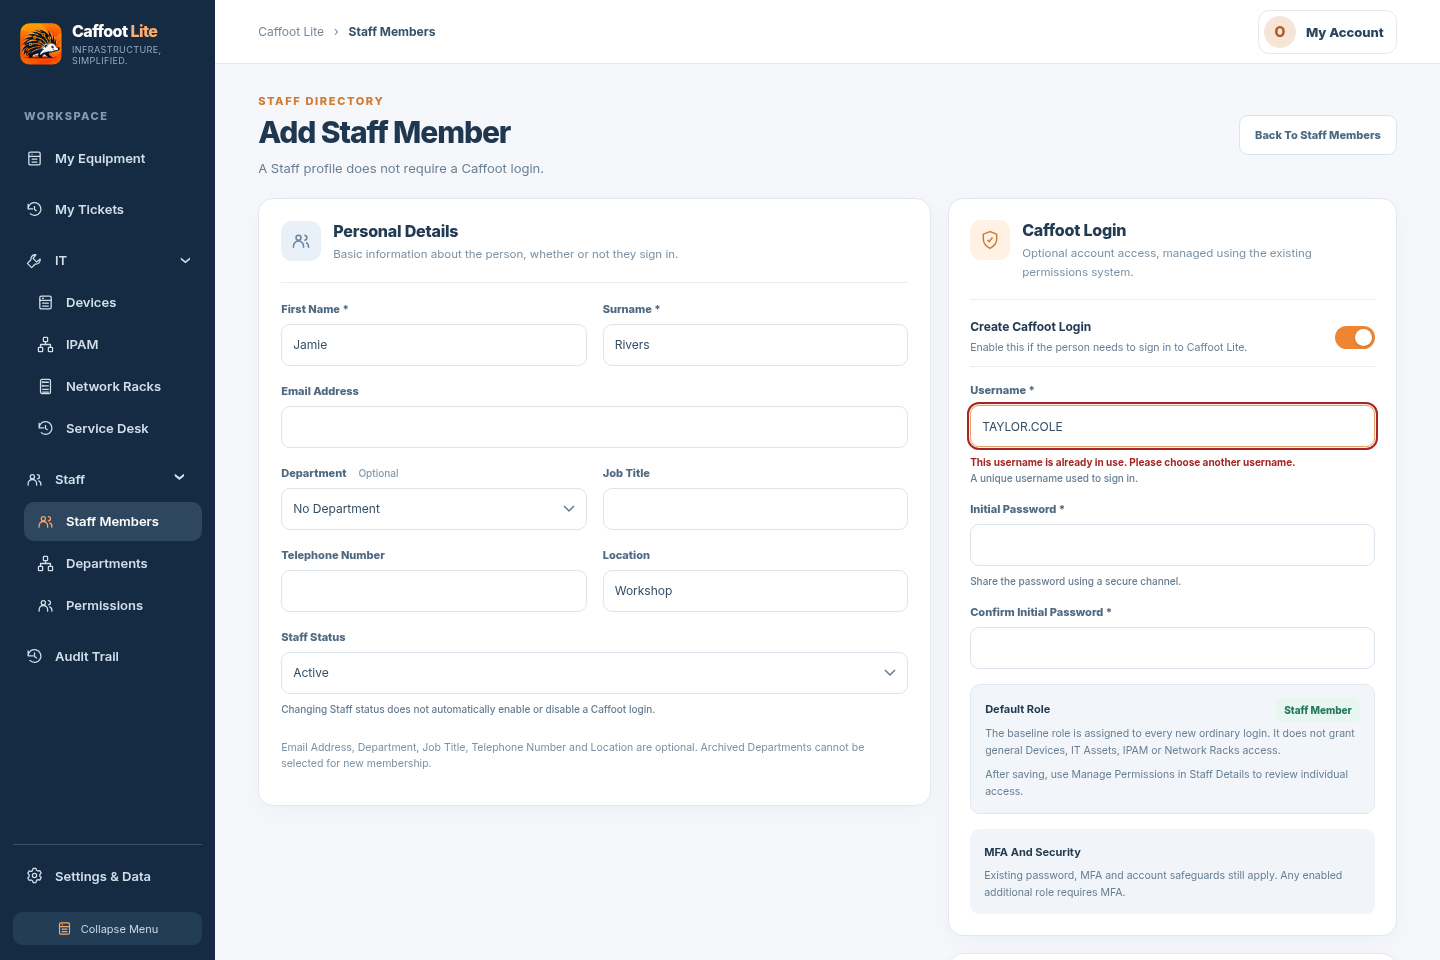 Caffoot Lite
INFRASTRUCTURE,
SIMPLIFIED.
WORKSPACE
My Equipment
My Tickets
IT
Devices
IPAM
Network Racks
Service Desk
Staff
Staff Members
Departments
Permissions
Audit Trail
Settings & Data
Collapse Menu
Caffoot Lite › Staff Members
O My Account
STAFF DIRECTORY
Add Staff Member
A Staff profile does not require a Caffoot login.
Back To Staff Members
Personal Details
Basic information about the person, whether or not they sign in.
First Name * Surname *
Jamie Rivers
Email Address
Department Optional Job Title
No Department
Telephone Number Location
Workshop
Staff Status
Active
Changing Staff status does not automatically enable or disable a Caffoot login.
Email Address, Department, Job Title, Telephone Number and Location are optional. Archived Departments cannot be
selected for new membership.
Caffoot Login
Optional account access, managed using the existing
permissions system.
Create Caffoot Login
Enable this if the person needs to sign in to Caffoot Lite.
Username *
TAYLOR.COLE
This username is already in use. Please choose another username.
A unique username used to sign in.
Initial Password *
Share the password using a secure channel.
Confirm Initial Password *
Default Role Staff Member
The baseline role is assigned to every new ordinary login. It does not grant
general Devices, IT Assets, IPAM or Network Racks access.
After saving, use Manage Permissions in Staff Details to review individual
access.
MFA And Security
Existing password, MFA and account safeguards still apply. Any enabled
additional role requires MFA.